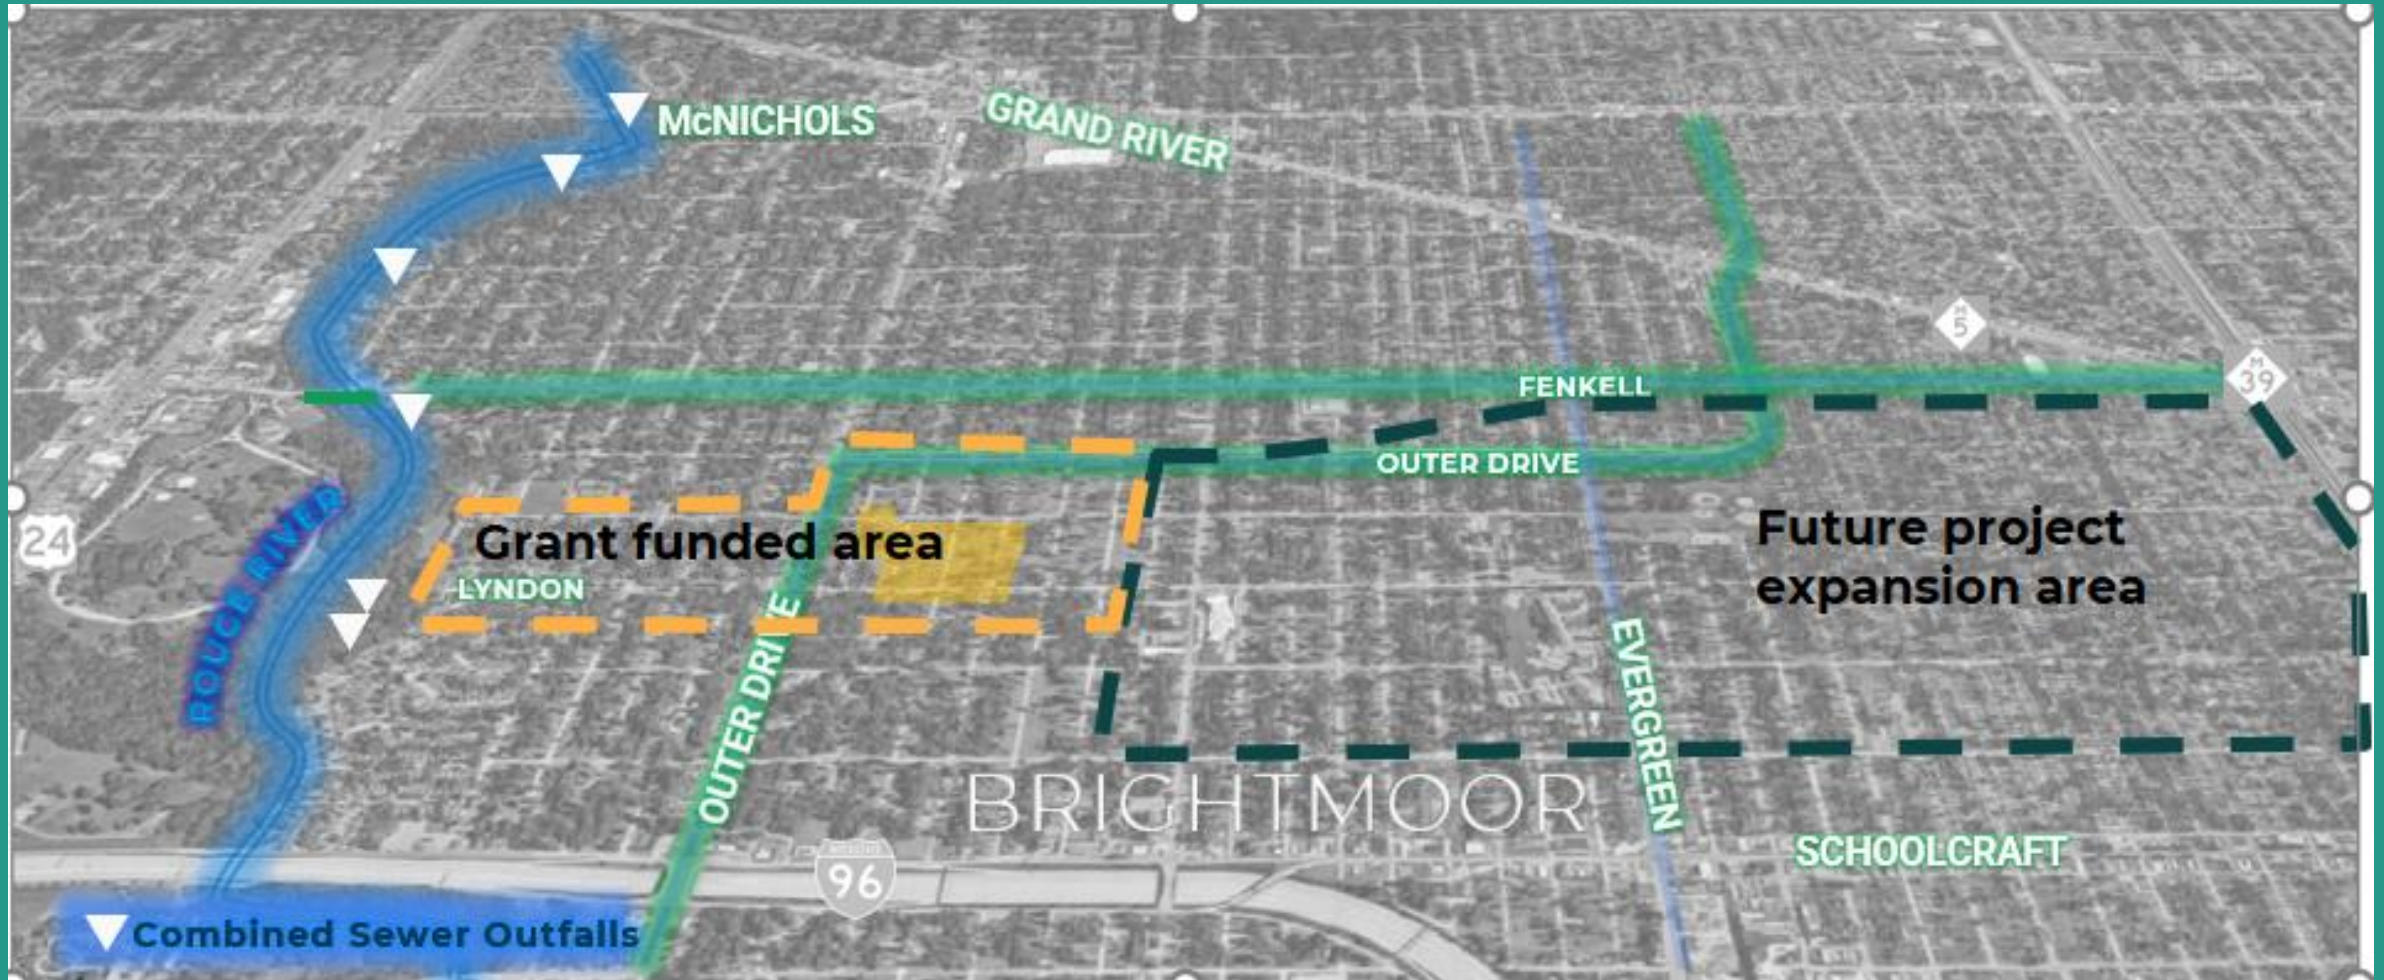 McNICHOLS
GRAND RIVER
M
5
FENKELL
M
39
OUTER DRIVE
24
ROUGE RIVER
Grant funded area
LYNDON
Future project
expansion area
OUTER DRIVE
EVERGREEN
BRIGHTMOOR
SCHOOLCRAFT
96
Combined Sewer Outfalls